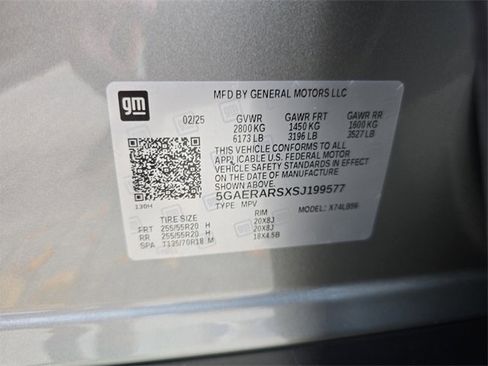 gm
MFD BY GENERAL MOTORS LLC
02/25 GVWR GAWR FRT GAWR RR
2800 KG 1450 KG 1600 KG
6173 LB 3196 LB 3527 LB
THIS VEHICLE CONFORMS TO ALL
APPLICABLE U.S. FEDERAL MOTOR
VEHICLE SAFETY STANDARDS IN EFFECT
ON THE DATE OF MANUFACTURE SHOWN ABOVE.
5GAERARSXSJ199577
TYPE: MPV MODEL:
TIRE SIZE RIM
FRT 255/55R20 H 20X8J
RR 255/55R20 H 20X8J
SPA T135/70R18 M 18X4.5B